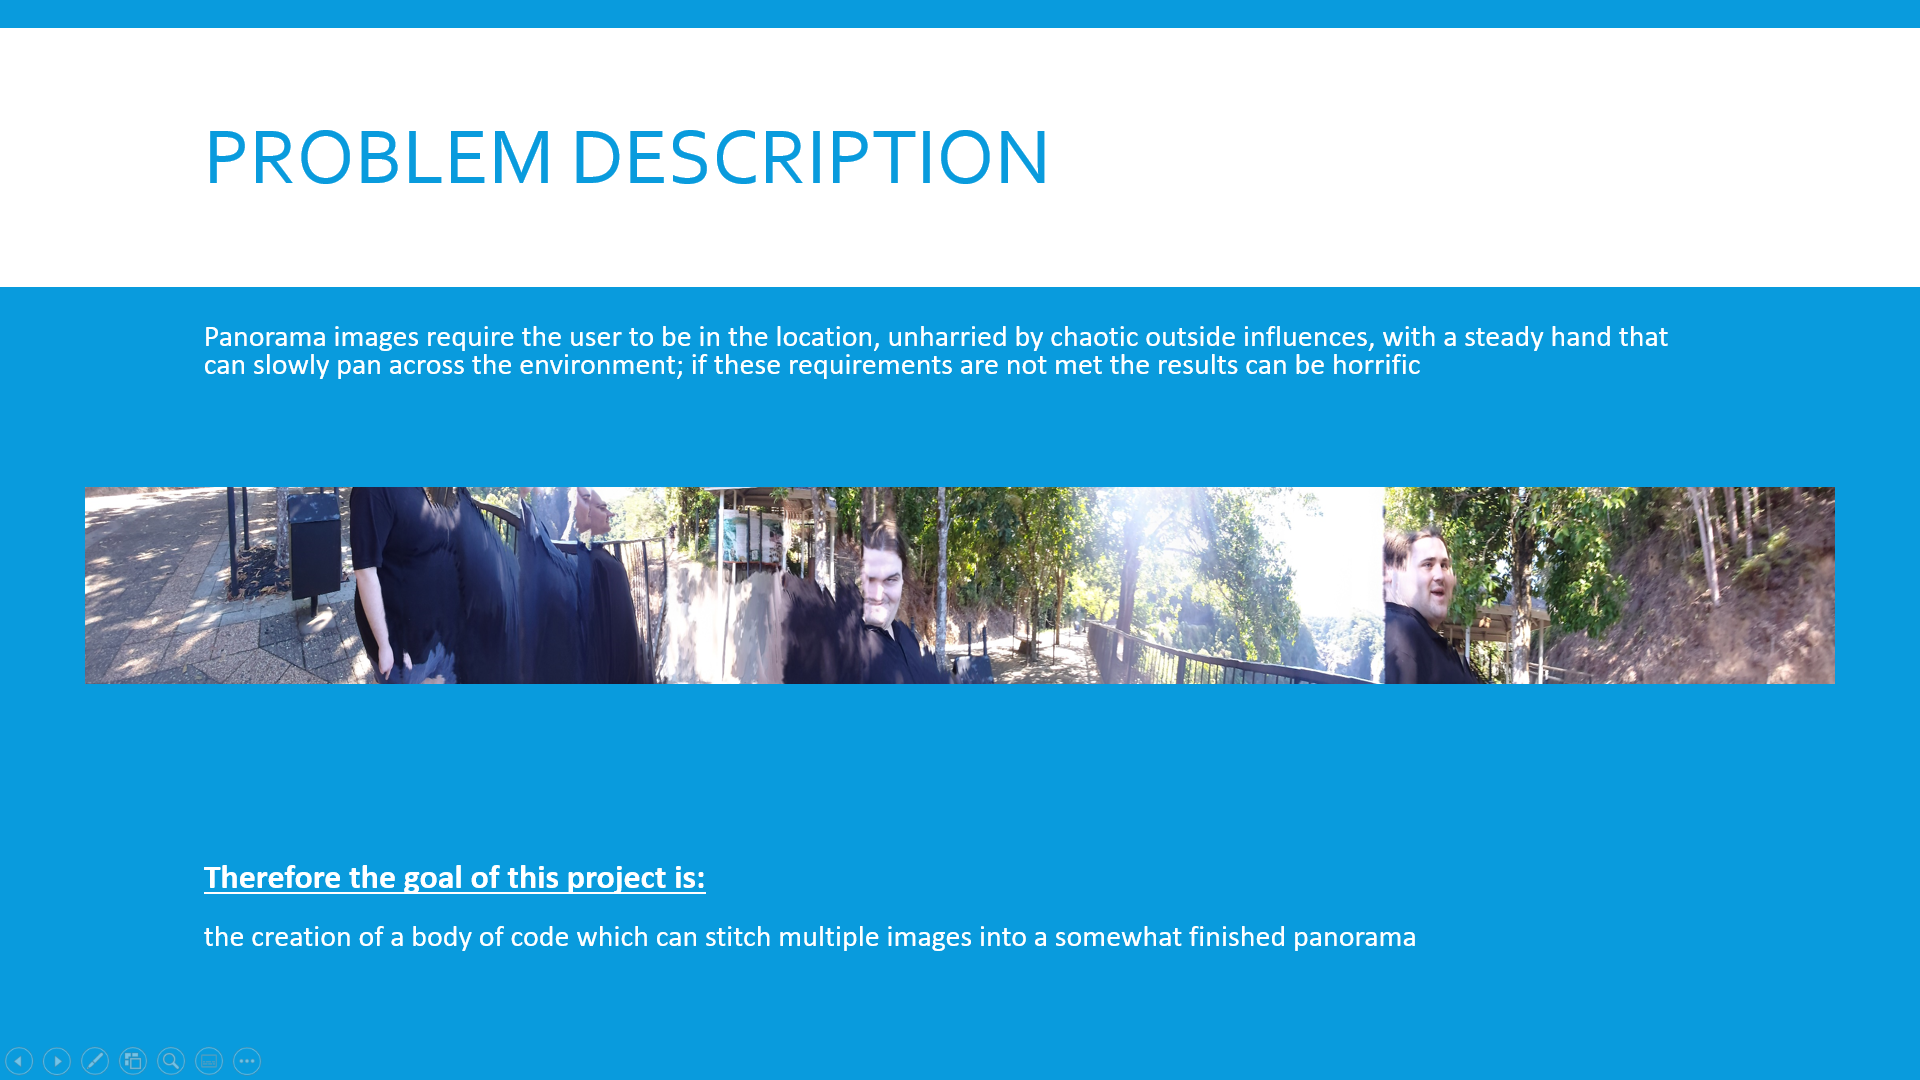 PROBLEM DESCRIPTION
Panorama images require the user to be in the location, unharried by chaotic outside influences, with a steady hand that
can slowly pan across the environment; if these requirements are not met the results can be horrific
Therefore the goal of this project is:
the creation of a body of code which can stitch multiple images into a somewhat finished panorama